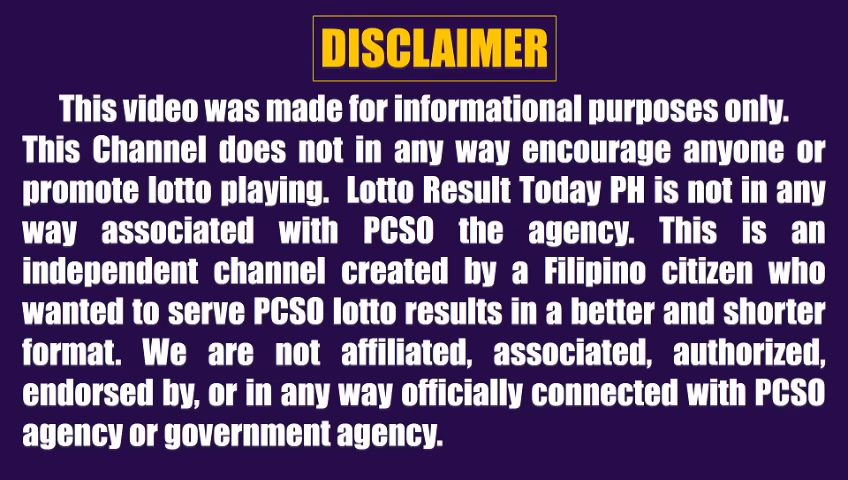 DISCLAIMER
This video was made for informational purposes only.
This Channel does not in any way encourage anyone or
promote lotto playing.  Lotto Result Today PH is not in any
way associated with PCSO the agency. This is an
independent channel created by a Filipino citizen who
wanted to serve PCSO lotto results in a better and shorter
format. We are not affiliated, associated, authorized,
endorsed by, or in any way officially connected with PCSO
agency or government agency.